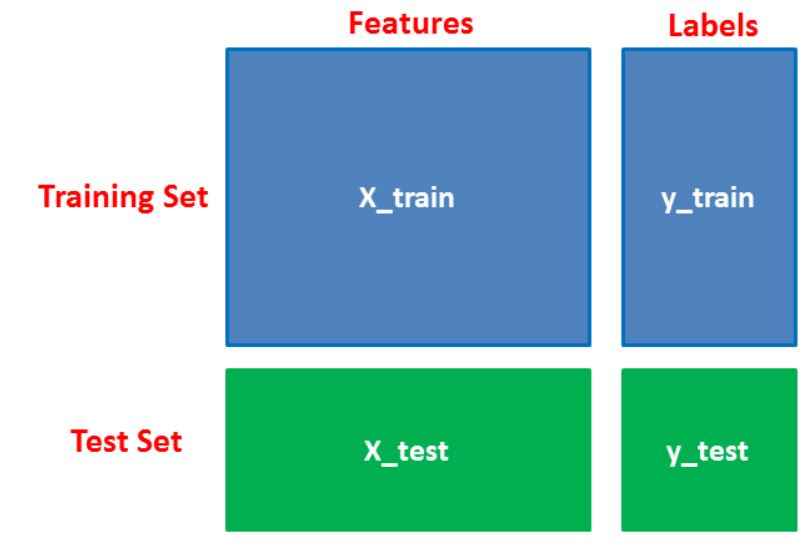 Features
Labels
Training Set
X_train
y_train
Test Set
X_test
y_test